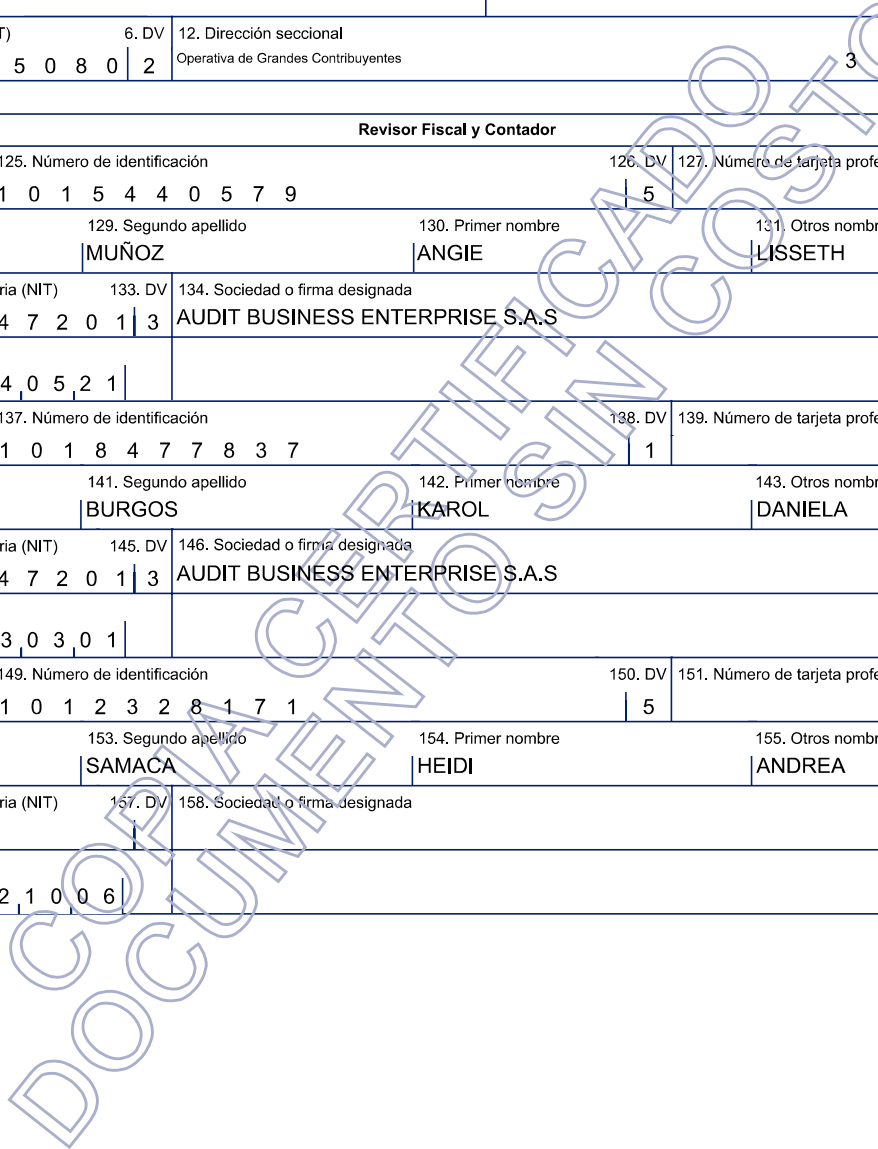 T) 6. DV 12. Dirección seccional
5 0 8 0 2 Operativa de Grandes Contribuyentes 3
Revisor Fiscal y Contador
125. Número de identificación 126. DV 127. Número de tarjeta profe
1 0 1 5 4 4 0 5 7 9 5
129. Segundo apellido 130. Primer nombre 131. Otros nombr
MUÑOZ ANGIE LISSETH
ria (NIT) 133. DV 134. Sociedad o firma designada
4 7 2 0 1 3 AUDIT BUSINESS ENTERPRISE S.A.S
4 0 5 2 1
137. Número de identificación 138. DV 139. Número de tarjeta profe
1 0 1 8 4 7 7 8 3 7 1
141. Segundo apellido 142. Primer nombre 143. Otros nombr
BURGOS KAROL DANIELA
ria (NIT) 145. DV 146. Sociedad o firma designada
4 7 2 0 1 3 AUDIT BUSINESS ENTERPRISE S.A.S
3 0 3 0 1
149. Número de identificación 150. DV 151. Número de tarjeta profe
1 0 1 2 3 2 8 1 7 1 5
153. Segundo apellido 154. Primer nombre 155. Otros nombr
SAMACA HEIDI ANDREA
ria (NIT) 157. DV 158. Sociedad o firma designada
2 1 0 0 6
COPIA CERTIFICADO
DOCUMENTO SIN COSTO